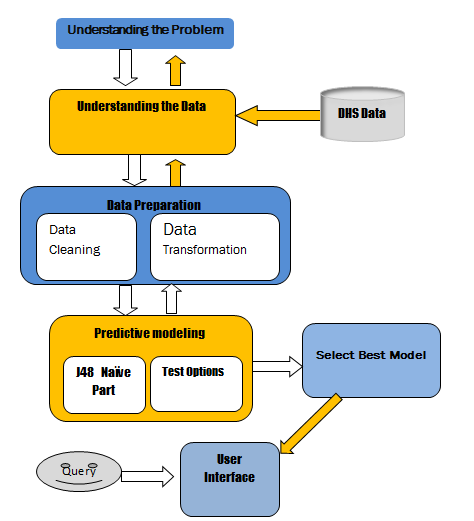 Understanding the Problem
Understanding the Data
DHS Data
Data Preparation
Data
Cleaning
Data
Transformation
Predictive modeling
J48 Naïve
Part
Test Options
Select Best Model
Query
User
Interface